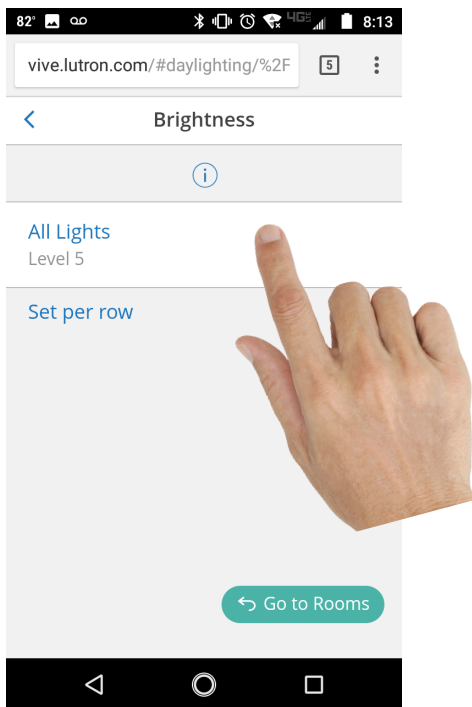 82°
4G
8:13
vive.lutron.com/#daylighting/%2F
5
Brightness
i
All Lights
Level 5
Set per row
Go to Rooms